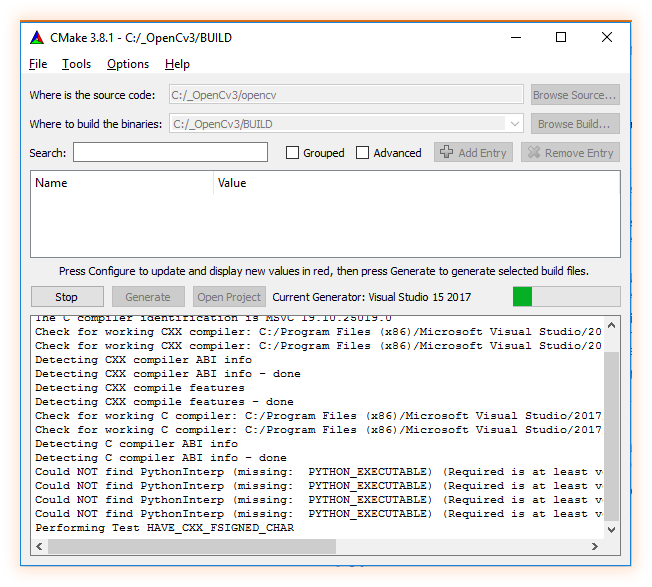 CMake 3.8.1 - C:/_OpenCv3/BUILD
File Tools Options Help
Where is the source code: C:/_OpenCv3/opencv Browse Source...
Where to build the binaries: C:/_OpenCv3/BUILD Browse Build...
Search: Grouped Advanced Add Entry Remove Entry
Name Value
Press Configure to update and display new values in red, then press Generate to generate selected build files.
Stop Generate Open Project Current Generator: Visual Studio 15 2017
The C compiler identification is MSVC 19.10.25019.0
Check for working CXX compiler: C:/Program Files (x86)/Microsoft Visual Studio/20
Check for working CXX compiler: C:/Program Files (x86)/Microsoft Visual Studio/20
Detecting CXX compiler ABI info
Detecting CXX compiler ABI info - done
Detecting CXX compile features
Detecting CXX compile features - done
Check for working C compiler: C:/Program Files (x86)/Microsoft Visual Studio/2017
Check for working C compiler: C:/Program Files (x86)/Microsoft Visual Studio/2017
Detecting C compiler ABI info
Detecting C compiler ABI info - done
Could NOT find PythonInterp (missing:  PYTHON_EXECUTABLE) (Required is at least v
Could NOT find PythonInterp (missing:  PYTHON_EXECUTABLE) (Required is at least v
Could NOT find PythonInterp (missing:  PYTHON_EXECUTABLE) (Required is at least v
Could NOT find PythonInterp (missing:  PYTHON_EXECUTABLE) (Required is at least v
Performing Test HAVE_CXX_FSIGNED_CHAR